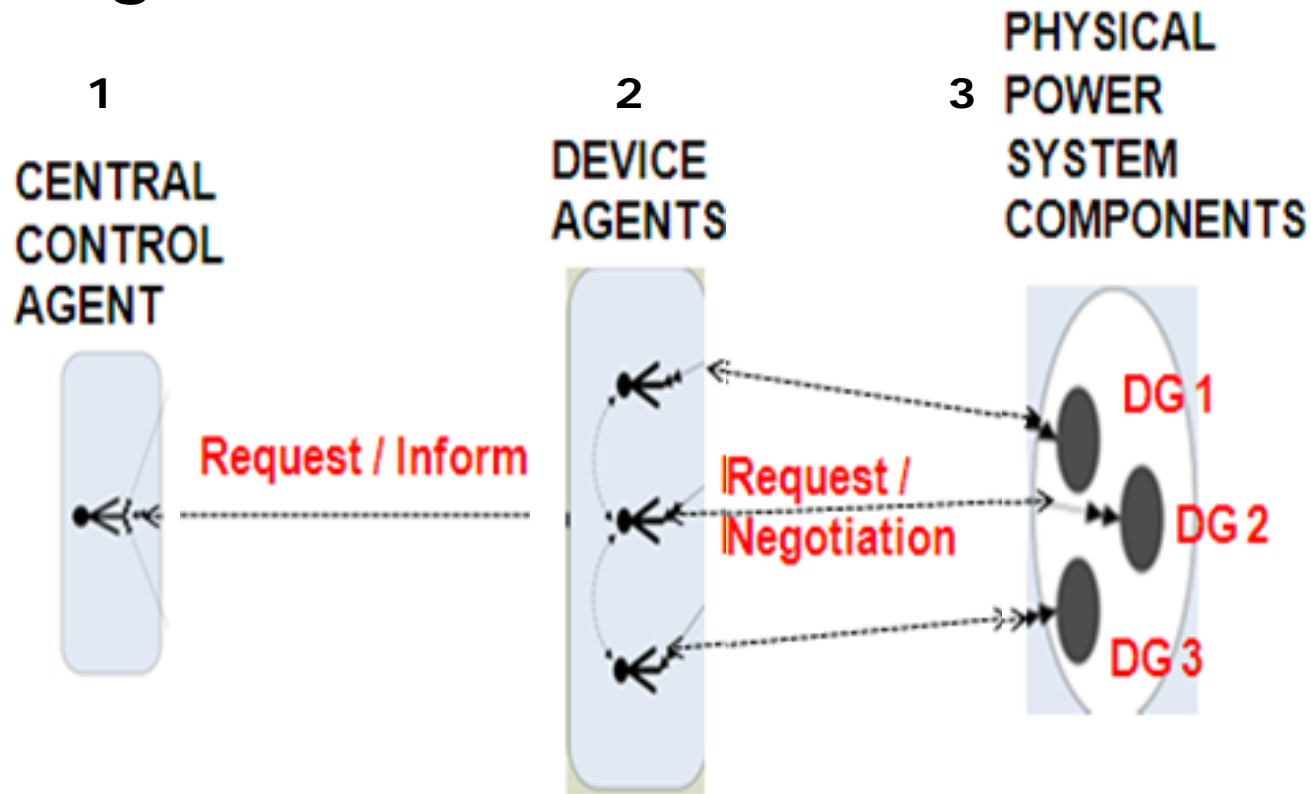 1
CENTRAL
CONTROL
AGENT
Request / Inform
2
DEVICE
AGENTS
Request /
Negotiation
3
PHYSICAL
POWER
SYSTEM
COMPONENTS
DG 1
DG 2
DG 3